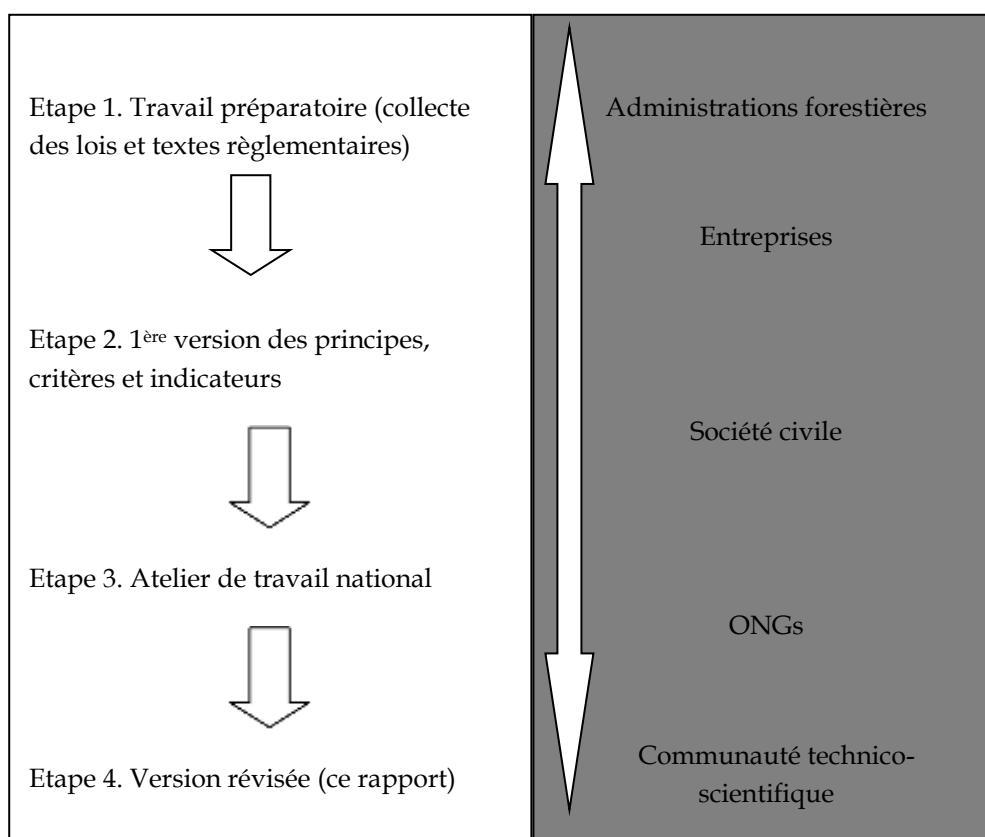 Etape 1. Travail préparatoire (collecte
des lois et textes règlementaires)
Etape 2. 1ère version des principes,
critères et indicateurs
Etape 3. Atelier de travail national
Etape 4. Version révisée (ce rapport)
Administrations forestières
Entreprises
Société civile
ONGs
Communauté technico-
scientifique